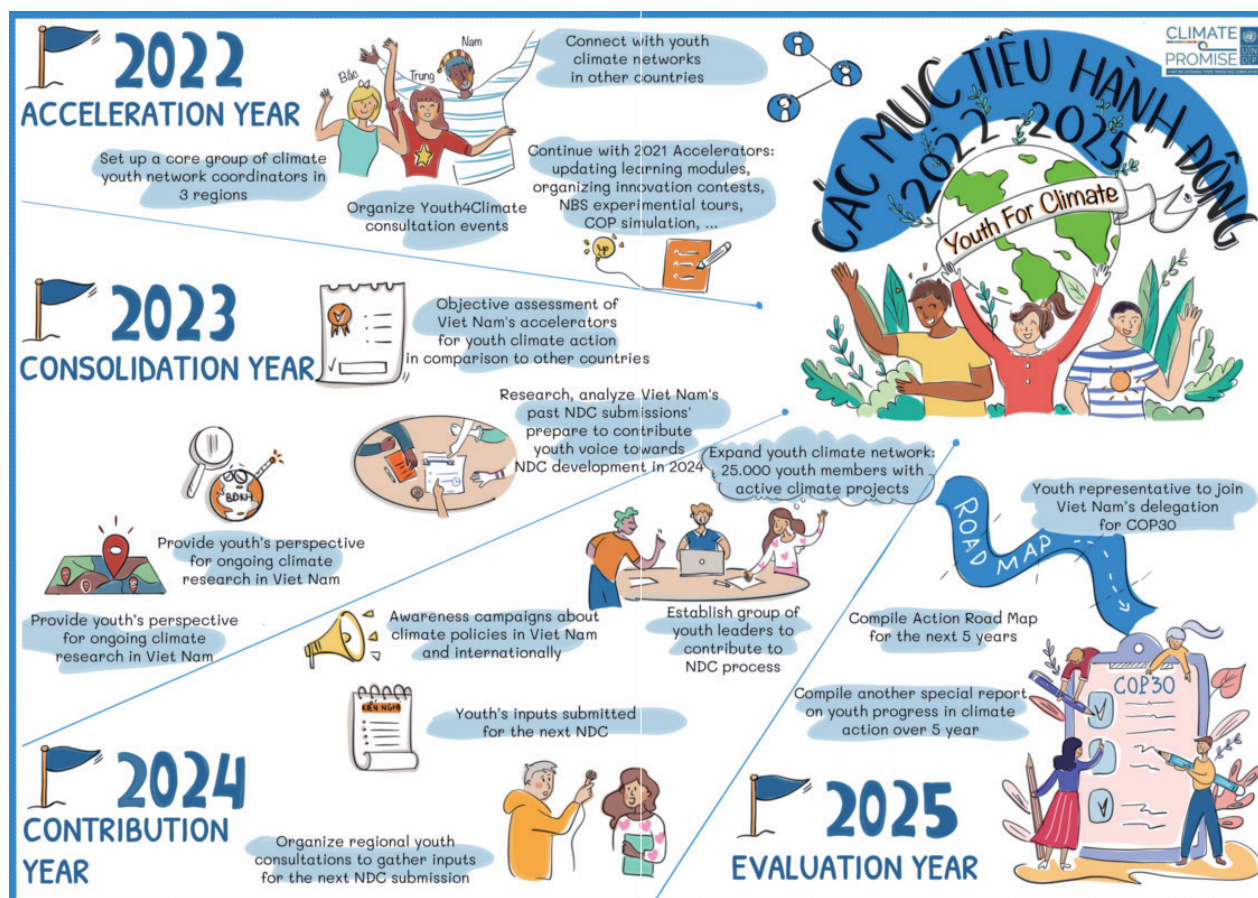 2022
ACCELERATION YEAR
Set up a core group of climate
youth network coordinators in
3 regions
Bắc
Trung
Nam
Organize Youth4Climate
consultation events
Connect with youth
climate networks
in other countries
Continue with 2021 Accelerators:
updating learning modules,
organizing innovation contests,
NBS experimental tours,
COP simulation, ...
CLIMATE
PROMISE
UN
DP
CÁC MỤC TIÊU HÀNH ĐỘNG
2022-2025
Youth For Climate
2023
CONSOLIDATION YEAR
Objective assessment of
Viet Nam's accelerators
for youth climate action
in comparison to other countries
Research, analyze Viet Nam's
past NDC submissions'
prepare to contribute
youth voice towards
NDC development in 2024
BĐKH
Provide youth's perspective
for ongoing climate
research in Viet Nam
Provide youth's perspective
for ongoing climate
research in Viet Nam
Expand youth climate network:
25.000 youth members with
active climate projects
Awareness campaigns about
climate policies in Viet Nam
and internationally
Establish group of
youth leaders to
contribute to
NDC process
KIẾN NGHỊ
Youth's inputs submitted
for the next NDC
2024
CONTRIBUTION
YEAR
Organize regional youth
consultations to gather inputs
for the next NDC submission
ROAD MAP
Youth representative to join
Viet Nam's delegation
for COP30
Compile Action Road Map
for the next 5 years
COP30
Compile another special report
on youth progress in climate
action over 5 year
2025
EVALUATION YEAR